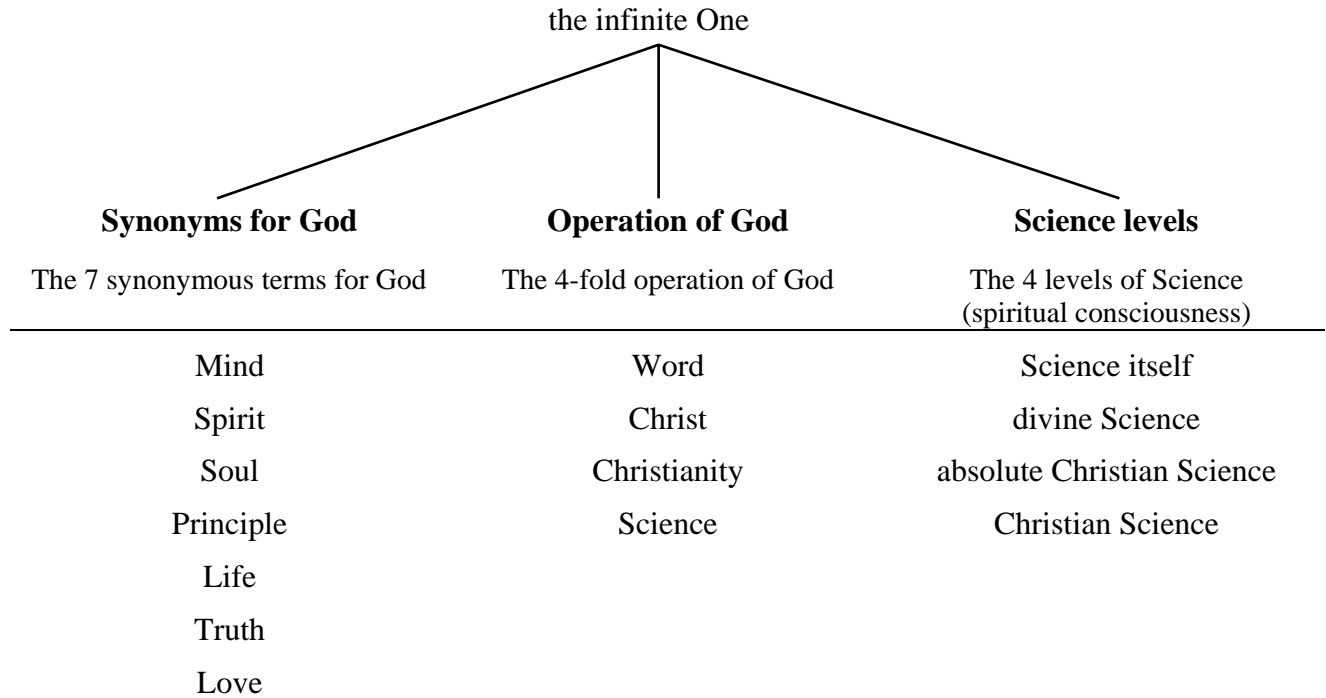 the infinite One
Synonyms for God
Operation of God
Science levels
The 7 synonymous terms for God
The 4-fold operation of God
The 4 levels of Science
(spiritual consciousness)
Mind
Word
Science itself
Spirit
Christ
divine Science
Soul
Christianity
absolute Christian Science
Principle
Science
Christian Science
Life
Truth
Love